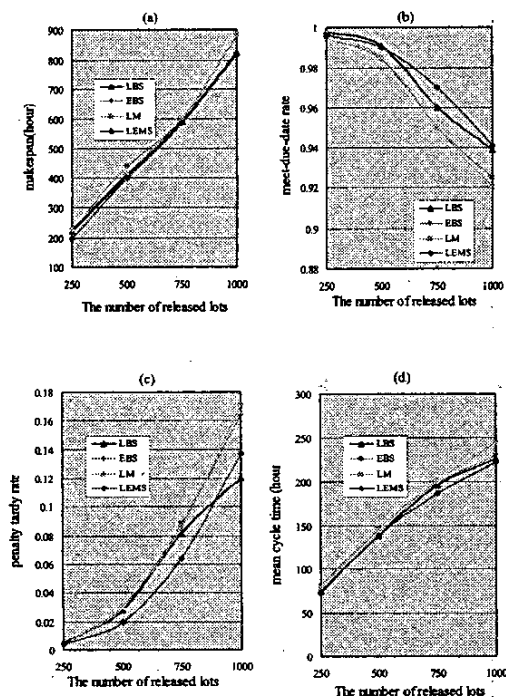 (a)
900
800
700
600
500
400
300
200
100
makespan(hour)
LBS
EBS
LM
LEMS
250 500 750 1000
The number of released lots
(b)
1
0.98
0.96
0.94
0.92
0.9
0.88
meet-due-date rate
LBS
EBS
LM
LEMS
250 500 750 1000
The number of released lots
(c)
0.18
0.16
0.14
0.12
0.1
0.08
0.06
0.04
0.02
0
penalty tardy rate
LBS
EBS
LM
LEMS
250 500 750 1000
The number of released lots
(d)
300
250
200
150
100
50
0
mean cycle time (hour
LBS
EBS
LM
LEMS
250 500 750 1000
The number of released lots